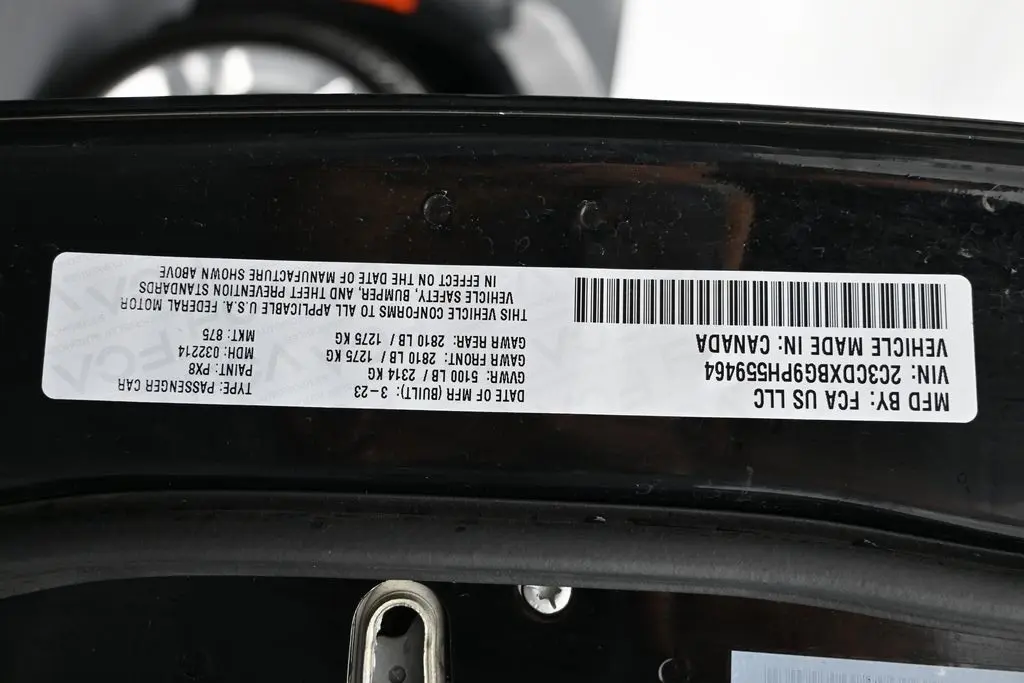 MFD BY: FCA US LLC
VIN: 2C3CDXBG9PH559464
VEHICLE MADE IN: CANADA
DATE OF MFR (BUILT): 3-23
GVWR: 5100 LB / 2314 KG
GAWR FRONT: 2810 LB / 1275 KG
GAWR REAR: 2810 LB / 1275 KG
TYPE: PASSENGER CAR
PAINT: PX8
MDH: 032214
MKT: 875
THIS VEHICLE CONFORMS TO ALL APPLICABLE U.S.A. FEDERAL MOTOR
VEHICLE SAFETY, BUMPER, AND THEFT PREVENTION STANDARDS
IN EFFECT ON THE DATE OF MANUFACTURE SHOWN ABOVE